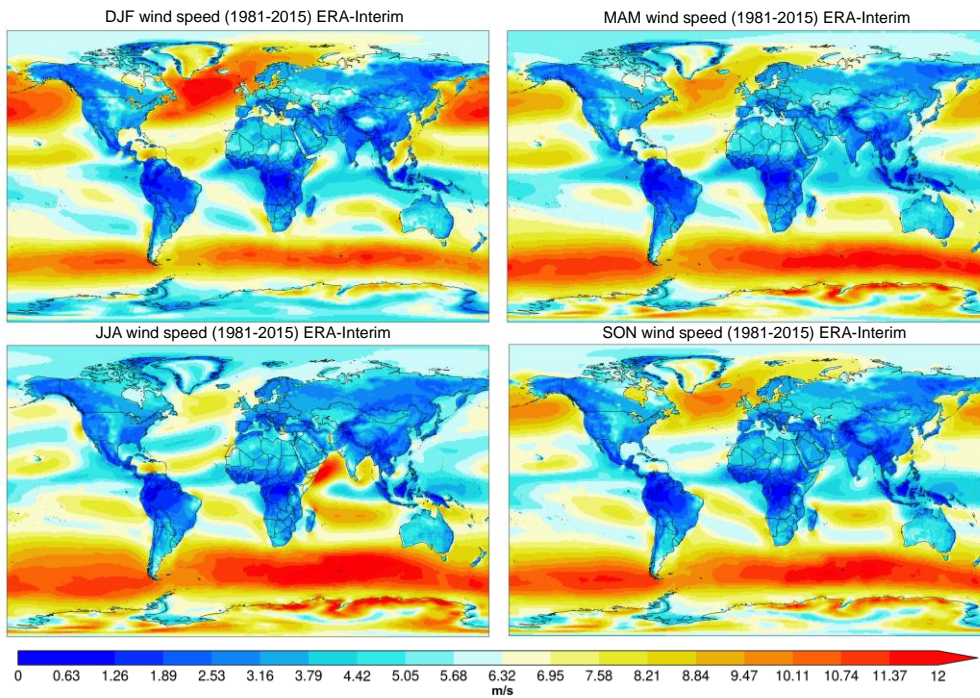 DJF wind speed (1981-2015) ERA-Interim
MAM wind speed (1981-2015) ERA-Interim
JJA wind speed (1981-2015) ERA-Interim
SON wind speed (1981-2015) ERA-Interim
0 0.63 1.26 1.89 2.53 3.16 3.79 4.42 5.05 5.68 6.32 6.95 7.58 8.21 8.84 9.47 10.11 10.74 11.37 12
m/s